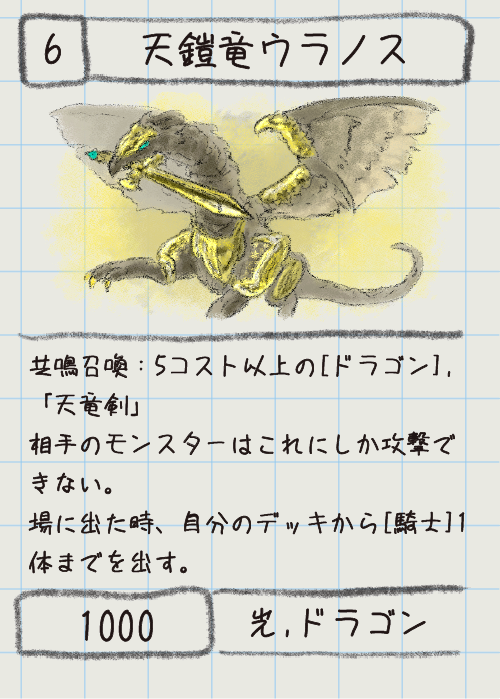 6
天鎧竜ウラノス
共鳴召喚：5コスト以上の[ドラゴン],
「天竜剣」
相手のモンスターはこれにしか攻撃で
きない。
場に出た時、自分のデッキから[騎士]1
体までを出す。
1000
光,ドラゴン